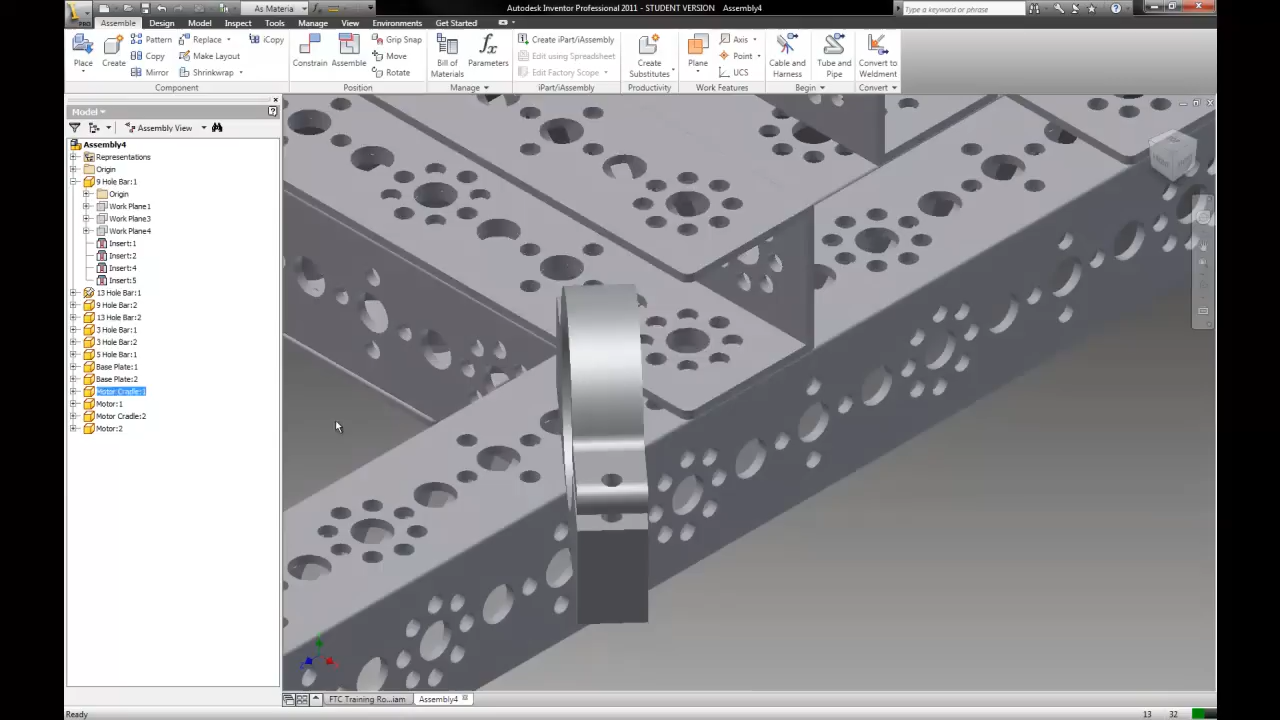 Autodesk Inventor Professional 2011 - STUDENT VERSION Assembly4
As Material
Type a keyword or phrase
PRO
Assemble Design Model Inspect Tools Manage View Environments Get Started
Place
Create
Pattern
Copy
Mirror
Replace
Make Layout
Shrinkwrap
iCopy
Component
Constrain
Assemble
Grip Snap
Move
Rotate
Position
Bill of Materials
Parameters
Manage
Create iPart/iAssembly
Edit using Spreadsheet
Edit Factory Scope
iPart/iAssembly
Create Substitutes
Productivity
Plane
Axis
Point
UCS
Work Features
Cable and Harness
Tube and Pipe
Begin
Convert to Weldment
Convert
Model
Assembly View
Assembly4
Representations
Origin
9 Hole Bar:1
Origin
Work Plane1
Work Plane3
Work Plane4
Insert:1
Insert:2
Insert:4
Insert:5
13 Hole Bar:1
9 Hole Bar:2
13 Hole Bar:2
3 Hole Bar:1
3 Hole Bar:2
5 Hole Bar:1
Base Plate:1
Base Plate:2
Motor Cradle:1
Motor:1
Motor Cradle:2
Motor:2
FTC Training Ro...iam Assembly4
Ready 13 32